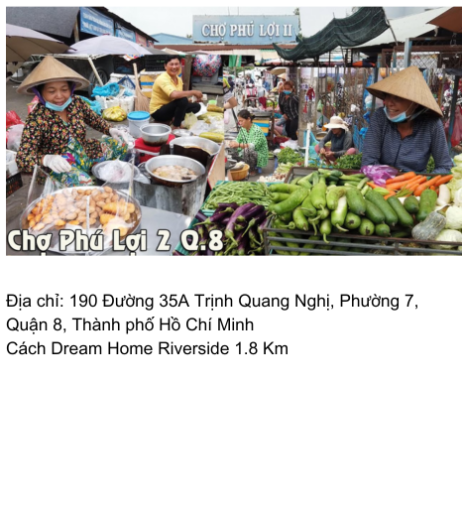 CHỢ PHÚ LỢI II
Chợ Phú Lợi 2 Q.8
Địa chỉ: 190 Đường 35A Trịnh Quang Nghị, Phường 7,
Quận 8, Thành phố Hồ Chí Minh
Cách Dream Home Riverside 1.8 Km